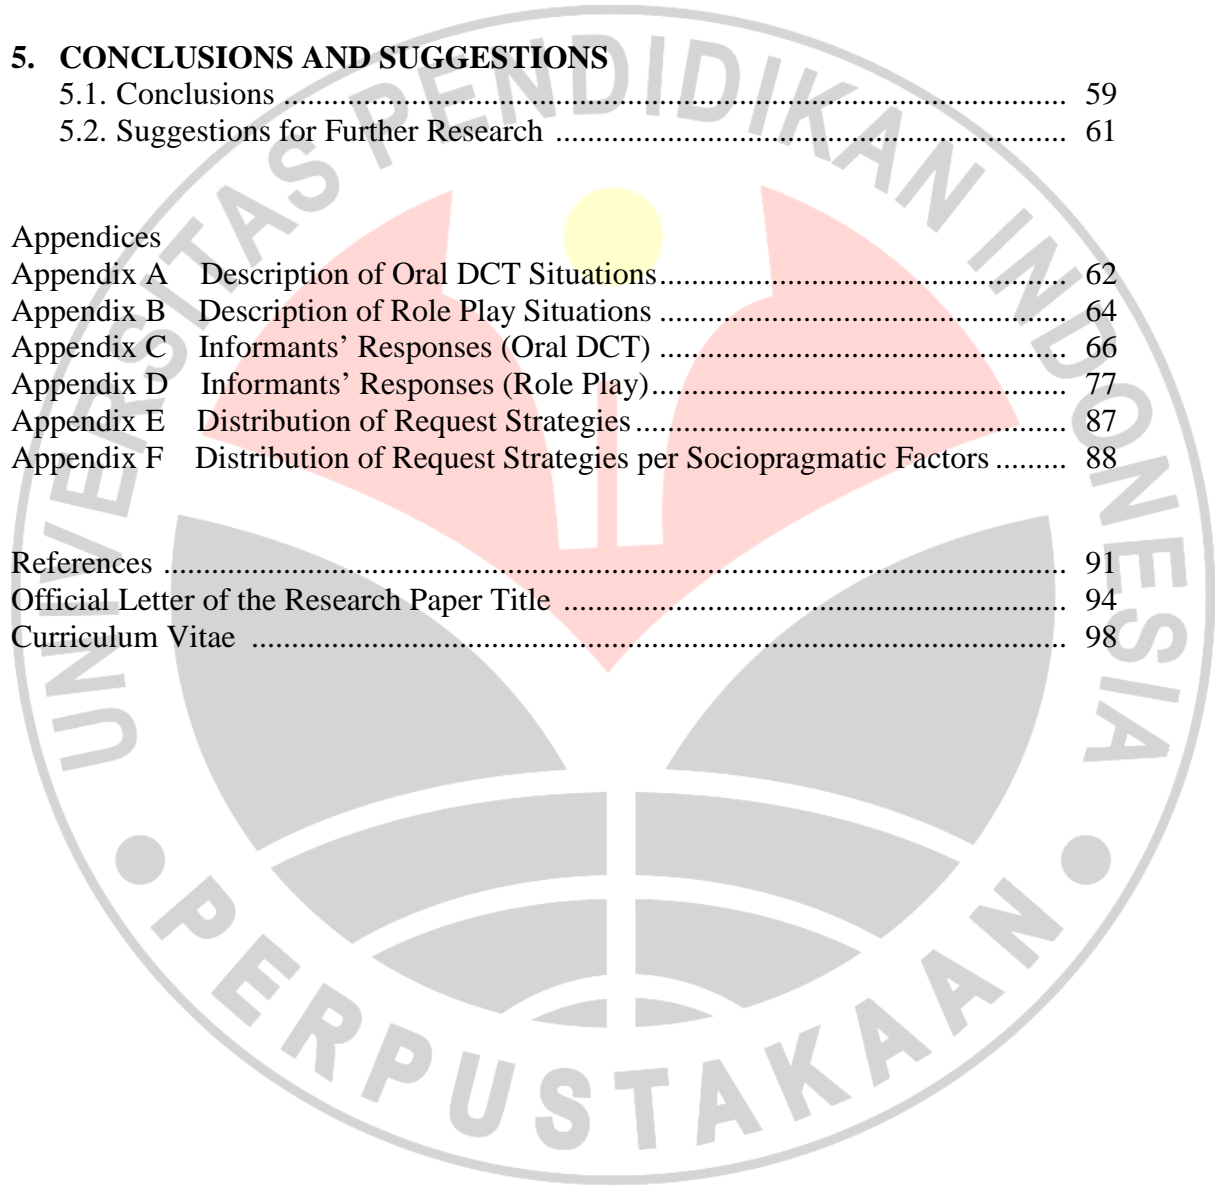 5. CONCLUSIONS AND SUGGESTIONS
5.1. Conclusions .................................................................................................. 59
5.2. Suggestions for Further Research ................................................................ 61
Appendices
Appendix A Description of Oral DCT Situations................................................... 62
Appendix B Description of Role Play Situations ................................................... 64
Appendix C Informants’ Responses (Oral DCT) ................................................... 66
Appendix D Informants’ Responses (Role Play).................................................... 77
Appendix E Distribution of Request Strategies...................................................... 87
Appendix F Distribution of Request Strategies per Sociopragmatic Factors ......... 88
References ................................................................................................................. 91
Official Letter of the Research Paper Title ............................................................... 94
Curriculum Vitae ...................................................................................................... 98
UNIVERSITAS PENDIDIKAN INDONESIA
PERPUSTAKAAN